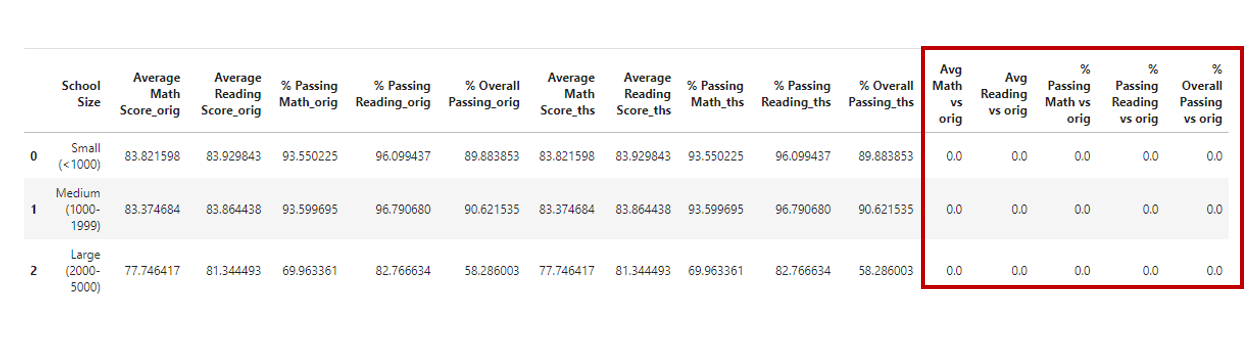 School Size Average Math Score_orig Average Reading Score_orig % Passing Math_orig % Passing Reading_orig % Overall Passing_orig Average Math Score_ths Average Reading Score_ths % Passing Math_ths % Passing Reading_ths % Overall Passing_ths Avg Math vs orig Avg Reading vs orig % Passing Math vs orig % Passing Reading vs orig % Overall Passing vs orig
0 Small (<1000) 83.821598 83.929843 93.550225 96.099437 89.883853 83.821598 83.929843 93.550225 96.099437 89.883853 0.0 0.0 0.0 0.0 0.0
1 Medium (1000-1999) 83.374684 83.864438 93.599695 96.790680 90.621535 83.374684 83.864438 93.599695 96.790680 90.621535 0.0 0.0 0.0 0.0 0.0
2 Large (2000-5000) 77.746417 81.344493 69.963361 82.766634 58.286003 77.746417 81.344493 69.963361 82.766634 58.286003 0.0 0.0 0.0 0.0 0.0